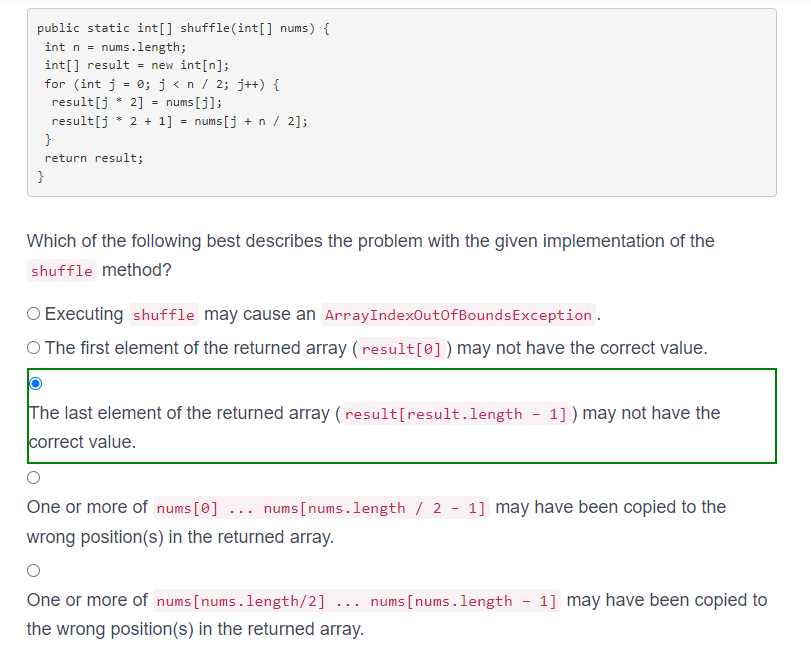 public static int[] shuffle(int[] nums) {
int n = nums.length;
int[] result = new int[n];
for (int j = 0; j < n / 2; j++) {
result[j * 2] = nums[j];
result[j * 2 + 1] = nums[j + n / 2];
}
return result;
}
Which of the following best describes the problem with the given implementation of the
shuffle method?
Executing shuffle may cause an ArrayIndexOutOfBoundsException.
The first element of the returned array (result[0]) may not have the correct value.
The last element of the returned array (result[result.length - 1]) may not have the
correct value.
One or more of nums[0] ... nums[nums.length / 2 - 1] may have been copied to the
wrong position(s) in the returned array.
One or more of nums[nums.length/2] ... nums[nums.length - 1] may have been copied to
the wrong position(s) in the returned array.